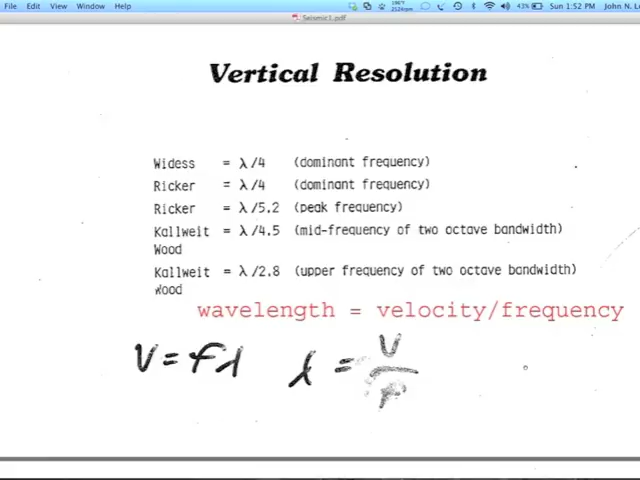 File Edit View Window Help 43% Sun 1:52 PM
Seismic1.pdf
Vertical Resolution
Widess = λ/4 (dominant frequency)
Ricker = λ/4 (dominant frequency)
Ricker = λ/5.2 (peak frequency)
Kallweit = λ/4.5 (mid-frequency of two octave bandwidth)
Wood
Kallweit = λ/2.8 (upper frequency of two octave bandwidth)
Wood
wavelength = velocity/frequency
V = fλ λ = V/F